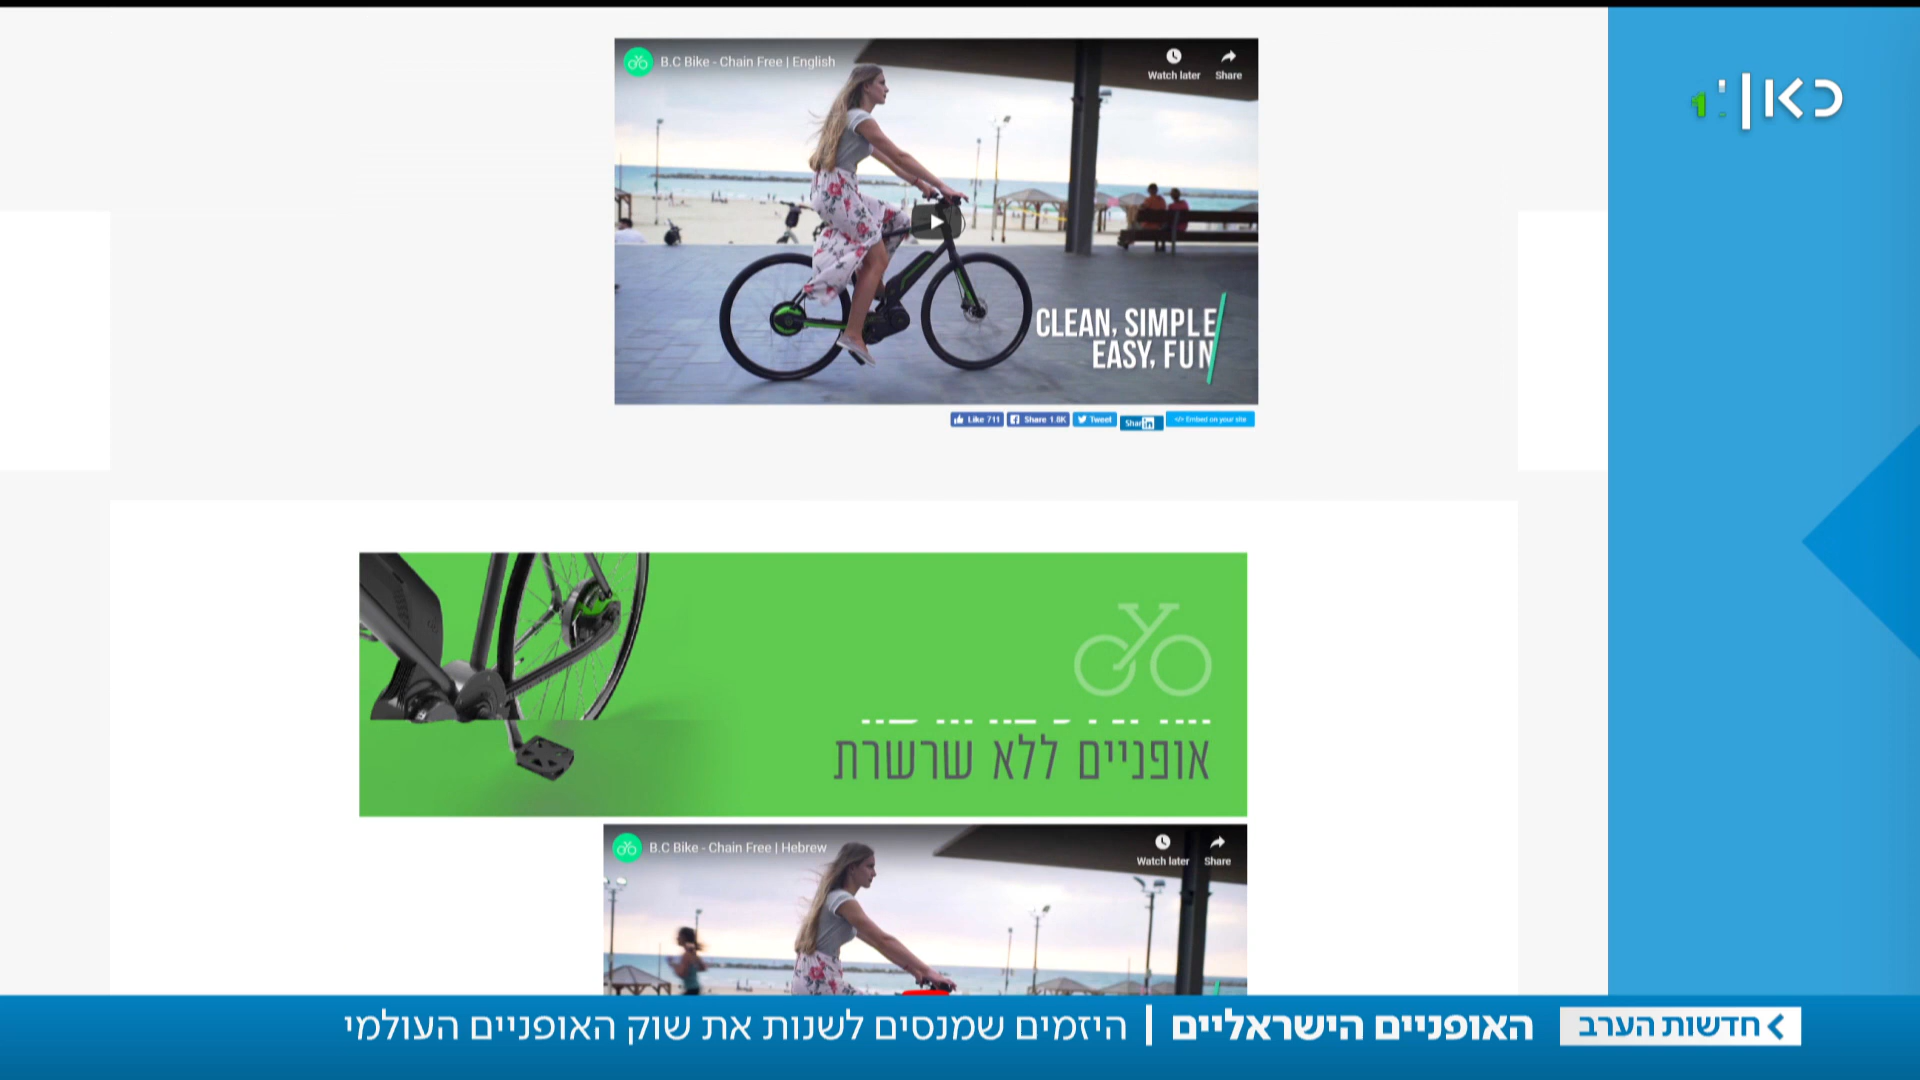 B.C Bike - Chain Free | English
Watch later
Share
כאן
CLEAN, SIMPLE
EASY, FUN
Like 711
Share 1.8K
Tweet
Share
</> Embed on your site
אופניים ללא שרשרת
B.C Bike - Chain Free | Hebrew
Watch later
Share
חדשות הערב
האופניים הישראליים | היזמים שמנסים לשנות את שוק האופניים העולמי